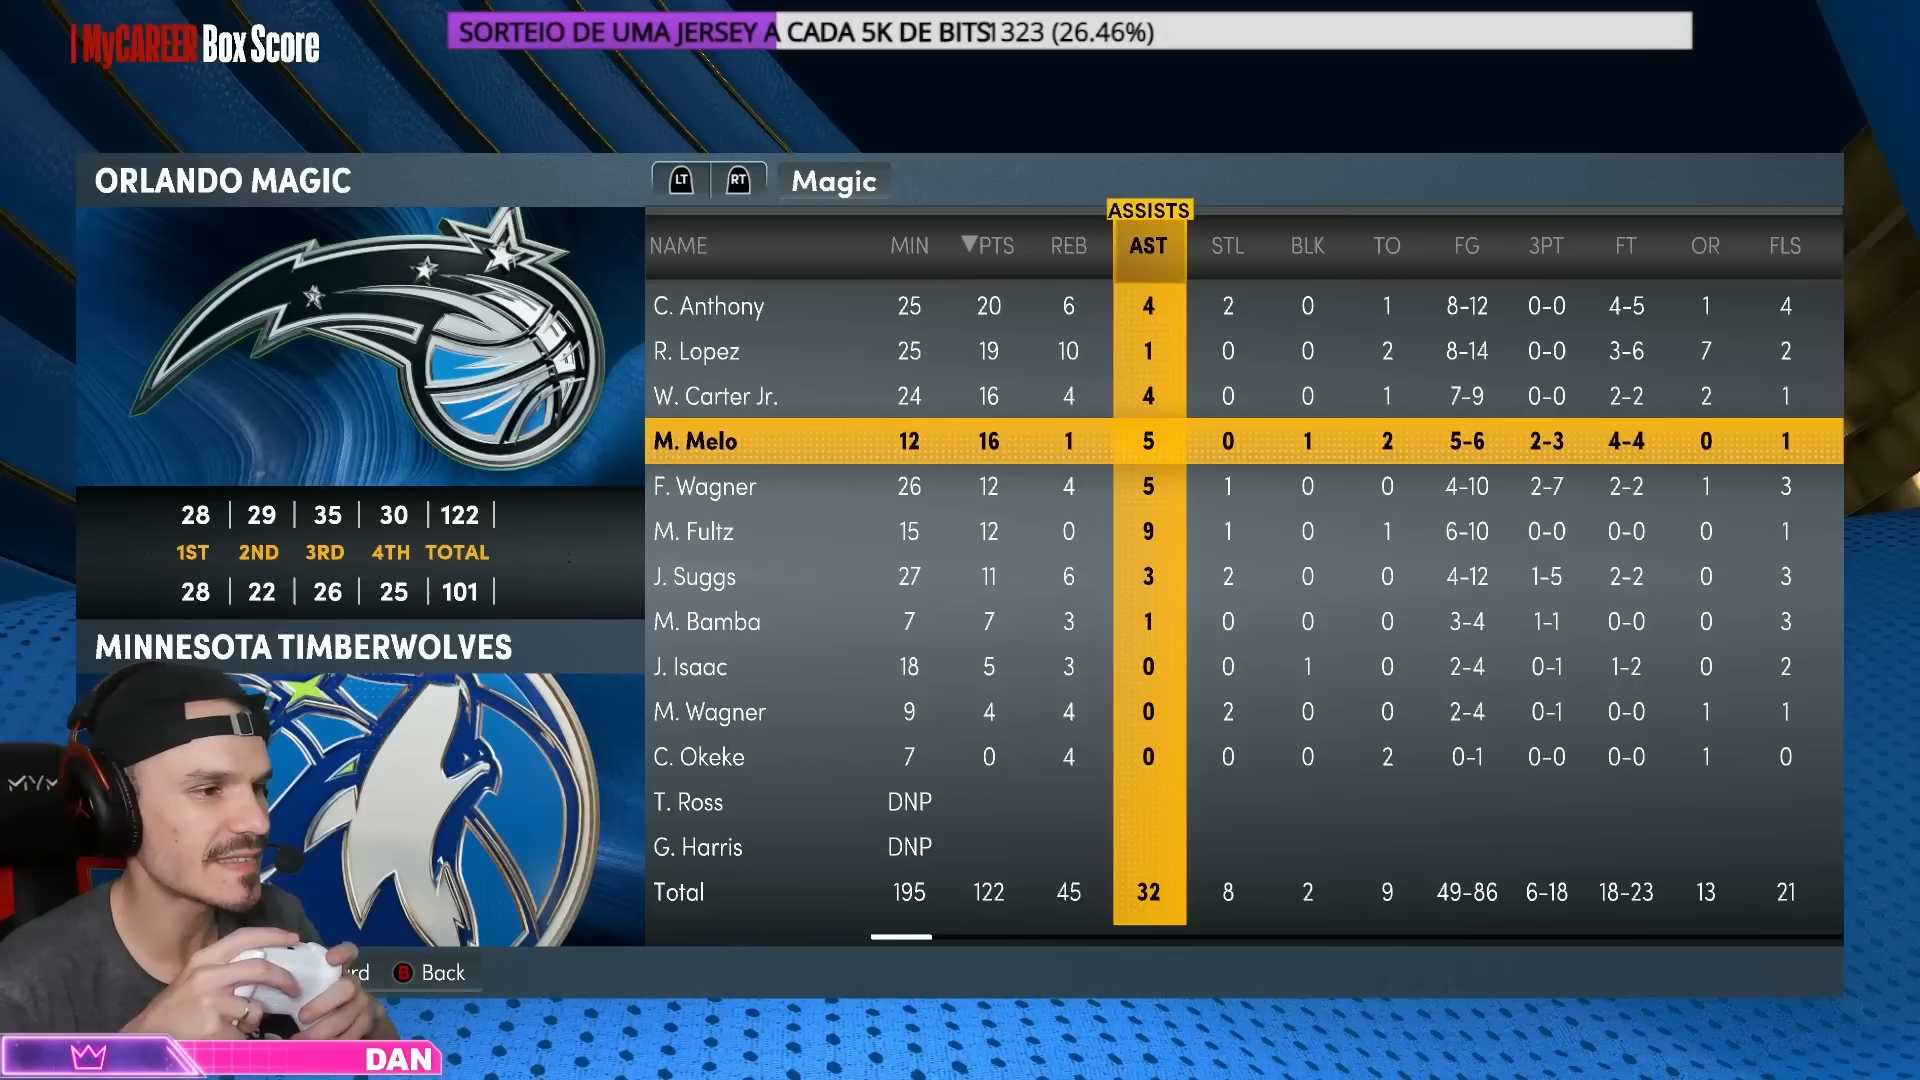 SORTEIO DE UMA JERSEY A CADA 5K DE BITS 1323 (26.46%)
MyCAREER Box Score
ORLANDO MAGIC
LT RT Magic
ASSISTS
NAME MIN ▼PTS REB AST STL BLK TO FG 3PT FT OR FLS
C. Anthony 25 20 6 4 2 0 1 8-12 0-0 4-5 1 4
R. Lopez 25 19 10 1 0 0 2 8-14 0-0 3-6 7 2
W. Carter Jr. 24 16 4 4 0 0 1 7-9 0-0 2-2 2 1
M. Melo 12 16 1 5 0 1 2 5-6 2-3 4-4 0 1
F. Wagner 26 12 4 5 1 0 0 4-10 2-7 2-2 1 3
M. Fultz 15 12 0 9 1 0 1 6-10 0-0 0-0 0 1
J. Suggs 27 11 6 3 2 0 0 4-12 1-5 2-2 0 3
M. Bamba 7 7 3 1 0 0 0 3-4 1-1 0-0 0 3
J. Isaac 18 5 3 0 0 1 0 2-4 0-1 1-2 0 2
M. Wagner 9 4 4 0 2 0 0 2-4 0-1 0-0 1 1
C. Okeke 7 0 4 0 0 0 2 0-1 0-0 0-0 1 0
T. Ross DNP
G. Harris DNP
Total 195 122 45 32 8 2 9 49-86 6-18 18-23 13 21
28 | 29 | 35 | 30 | 122 |
1ST 2ND 3RD 4TH TOTAL
28 | 22 | 26 | 25 | 101 |
MINNESOTA TIMBERWOLVES
B Back
DAN